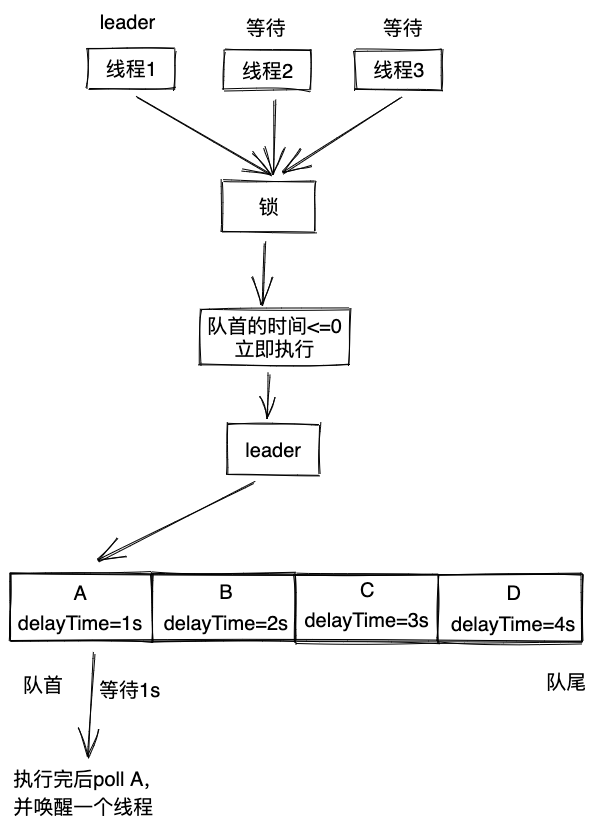 leader
等待
等待
线程1
线程2
线程3
锁
队首的时间<=0
立即执行
leader
A
delayTime=1s
B
delayTime=2s
C
delayTime=3s
D
delayTime=4s
队首
等待1s
队尾
执行完后poll A,
并唤醒一个线程